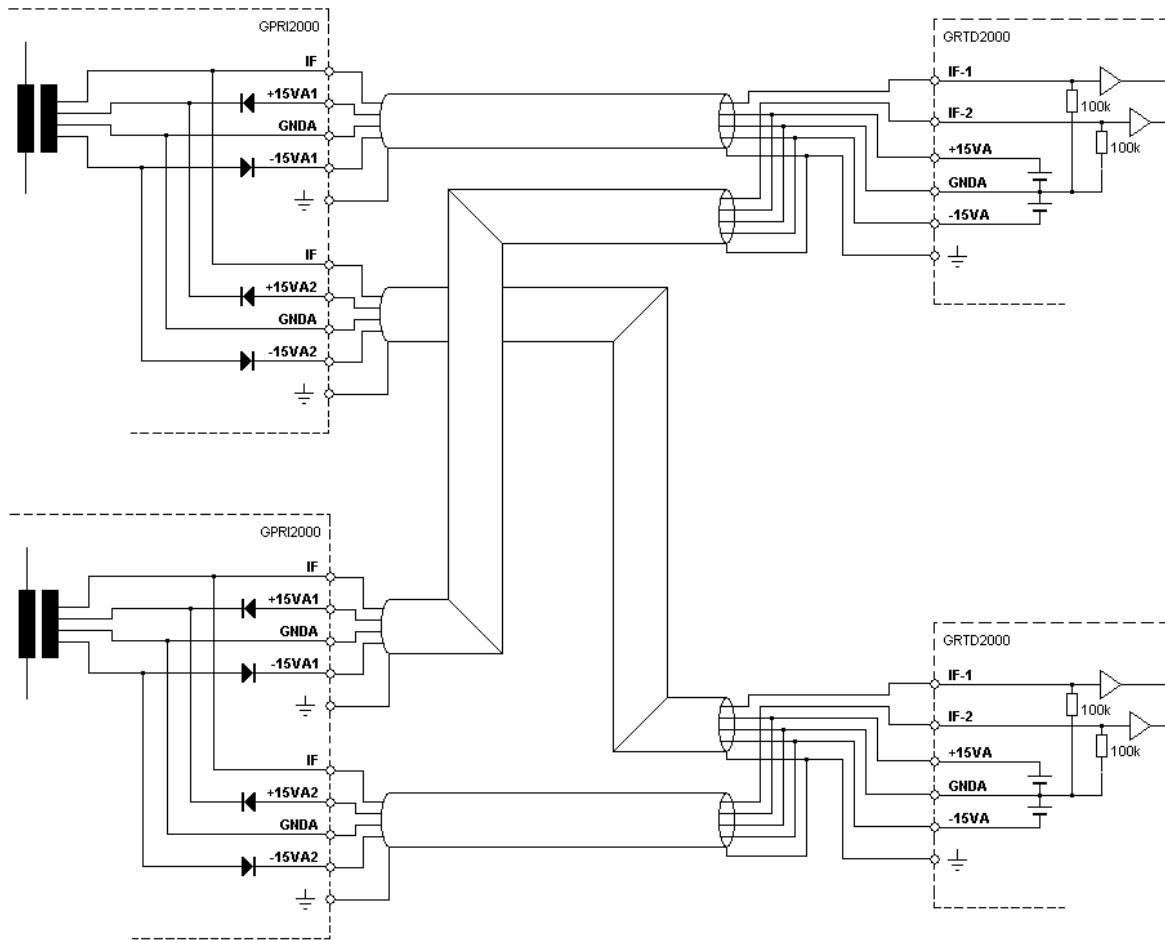 GPRI2000
IF
+15VA1
GNDA
-15VA1
IF
+15VA2
GNDA
-15VA2
GRTD2000
IF-1
100k
IF-2
100k
+15VA
GNDA
-15VA
GPRI2000
IF
+15VA1
GNDA
-15VA1
IF
+15VA2
GNDA
-15VA2
GRTD2000
IF-1
100k
IF-2
100k
+15VA
GNDA
-15VA